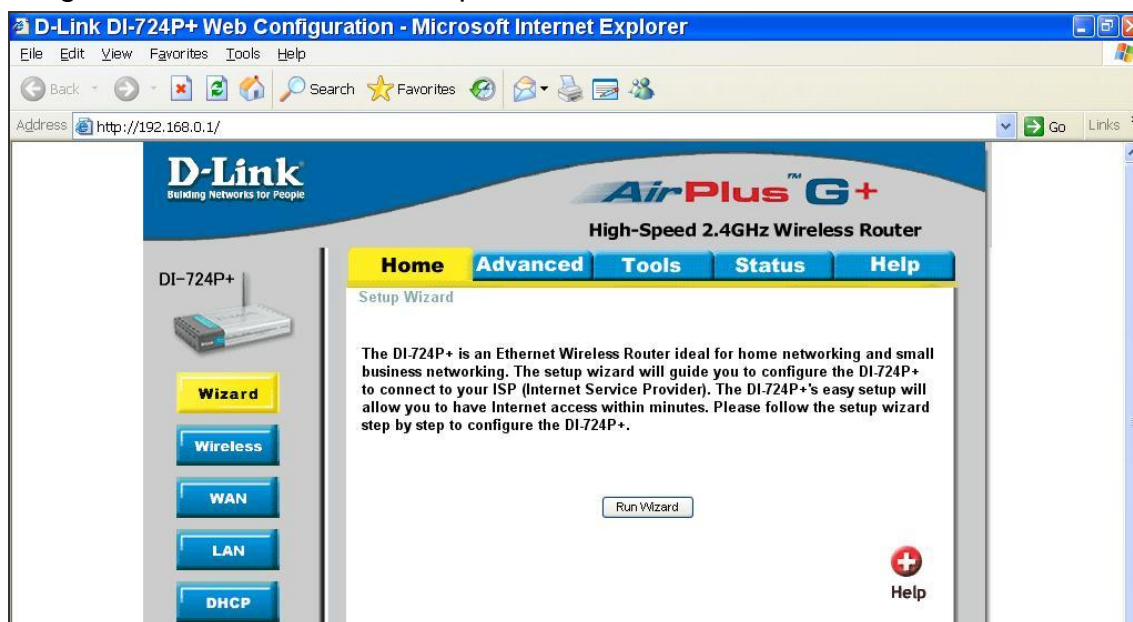 D-Link DI-724P+ Web Configuration - Microsoft Internet Explorer
File Edit View Favorites Tools Help
Back Search Favorites
Address http://192.168.0.1/ Go Links
D-Link
Building Networks for People
AirPlus™ G+
High-Speed 2.4GHz Wireless Router
Home Advanced Tools Status Help
DI-724P+
Setup Wizard
The DI-724P+ is an Ethernet Wireless Router ideal for home networking and small
business networking. The setup wizard will guide you to configure the DI-724P+
to connect to your ISP (Internet Service Provider). The DI-724P+'s easy setup will
allow you to have Internet access within minutes. Please follow the setup wizard
step by step to configure the DI-724P+.
Wizard
Wireless
WAN
LAN
DHCP
Run Wizard
Help